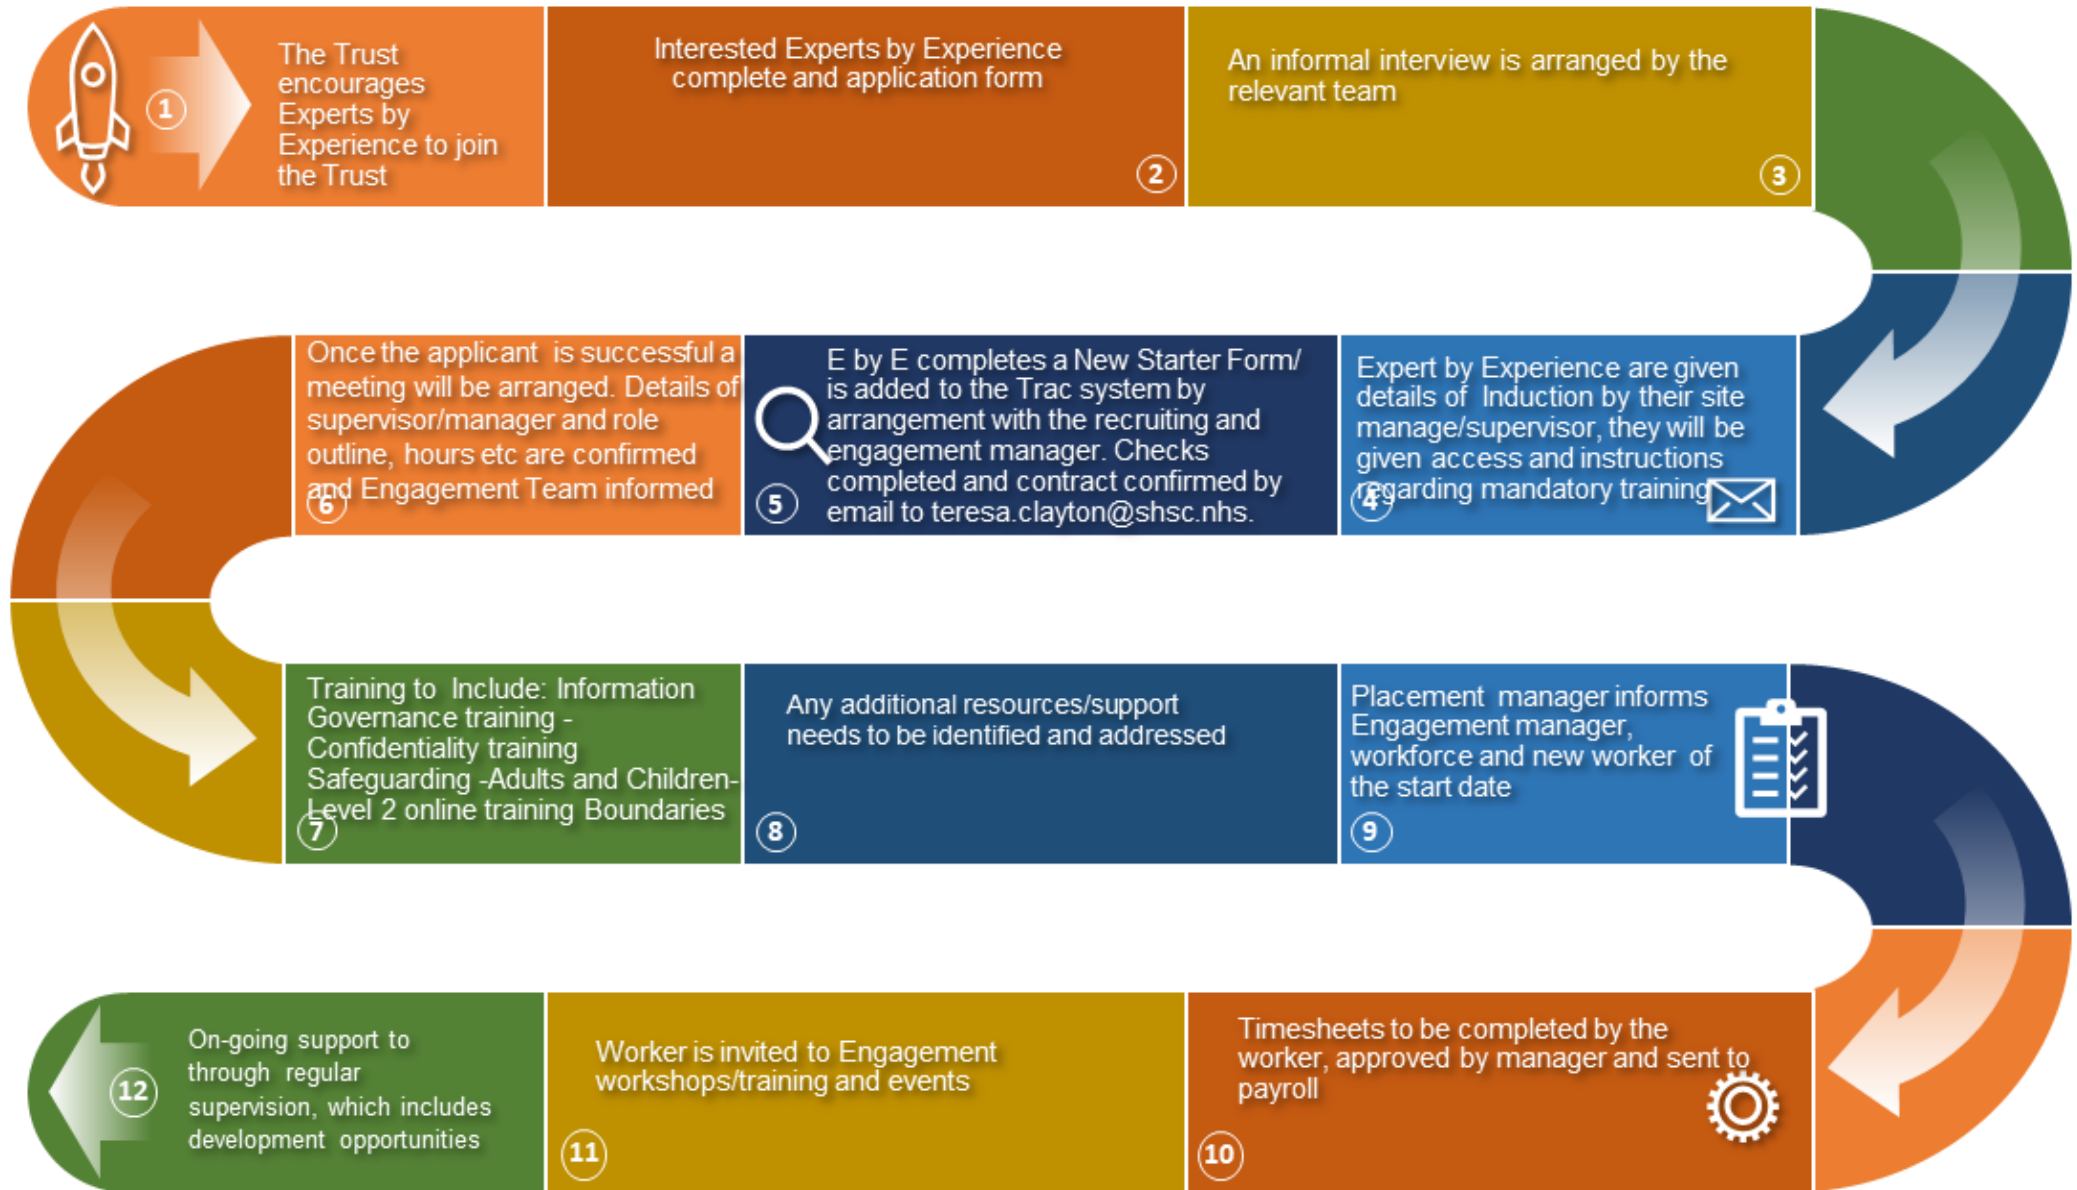 1
The Trust
encourages
Experts by
Experience to join
the Trust
Interested Experts by Experience
complete and application form
2
An informal interview is arranged by the
relevant team
3
Expert by Experience are given
details of Induction by their site
manage/supervisor, they will be
given access and instructions
regarding mandatory training
4
E by E completes a New Starter Form/
is added to the Trac system by
arrangement with the recruiting and
engagement manager. Checks
completed and contract confirmed by
email to teresa.clayton@shsc.nhs.
5
Once the applicant is successful a
meeting will be arranged. Details of
supervisor/manager and role
outline, hours etc are confirmed
and Engagement Team informed
6
Training to Include: Information
Governance training -
Confidentiality training
Safeguarding -Adults and Children-
Level 2 online training Boundaries
7
Any additional resources/support
needs to be identified and addressed
8
Placement manager informs
Engagement manager,
workforce and new worker of
the start date
9
Timesheets to be completed by the
worker, approved by manager and sent to
payroll
10
Worker is invited to Engagement
workshops/training and events
11
On-going support to
through regular
supervision, which includes
development opportunities
12